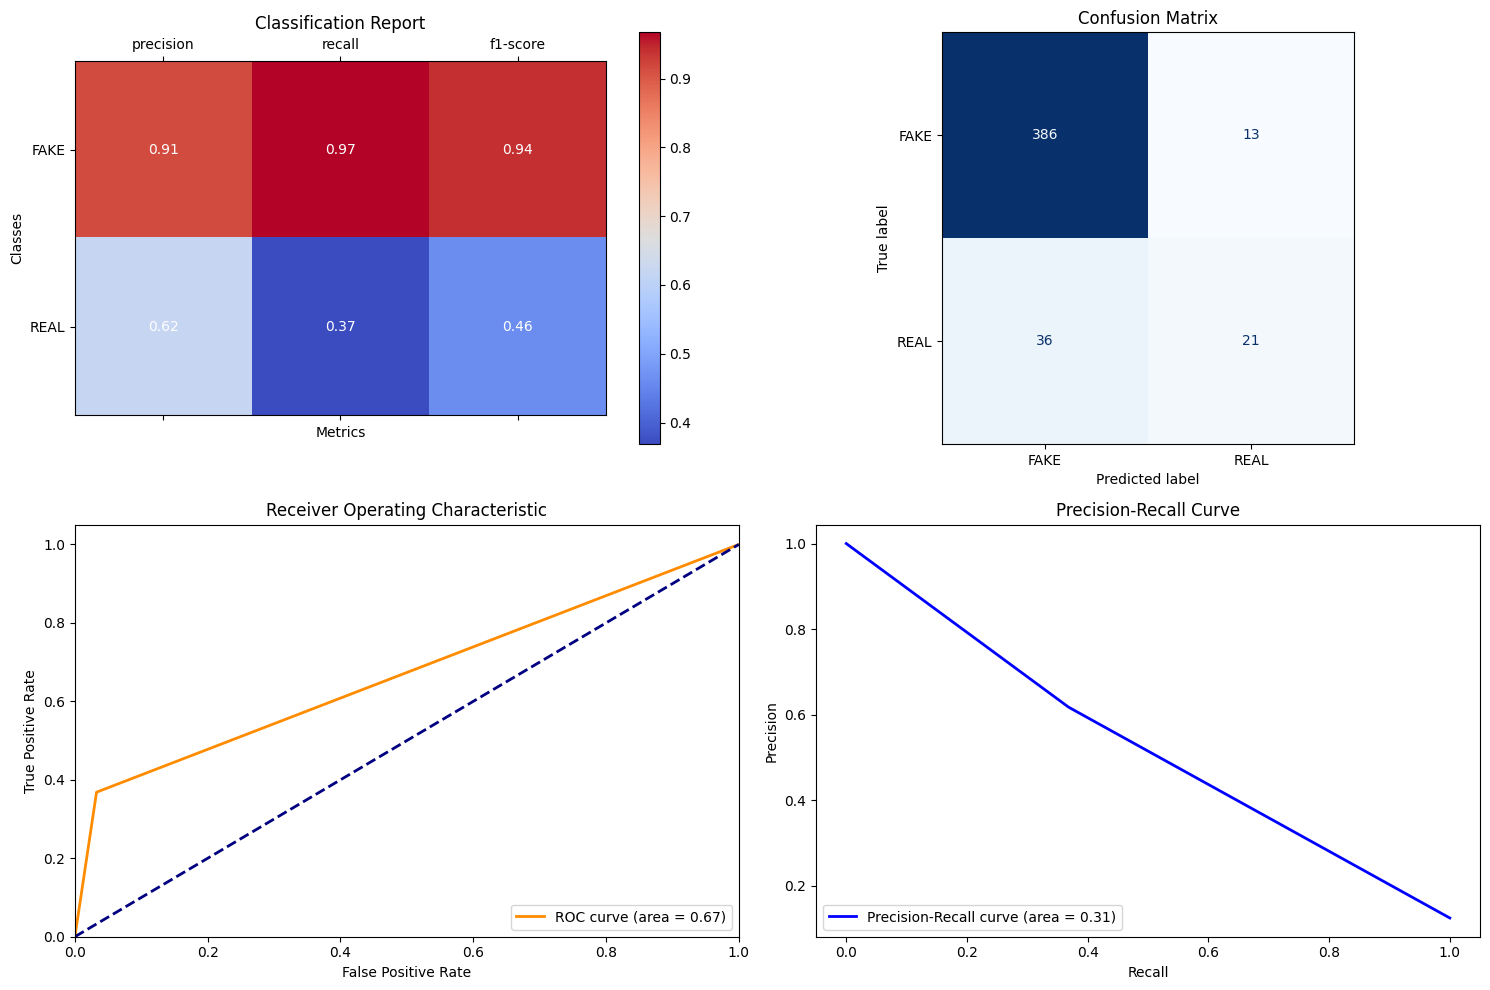 Classification Report
precision recall f1-score
FAKE 0.91 0.97 0.94
REAL 0.62 0.37 0.46
Classes
Metrics
0.9
0.8
0.7
0.6
0.5
0.4
Confusion Matrix
True label
FAKE 386 13
REAL 36 21
FAKE REAL
Predicted label
Receiver Operating Characteristic
True Positive Rate
1.0
0.8
0.6
0.4
0.2
0.0
ROC curve (area = 0.67)
0.0 0.2 0.4 0.6 0.8 1.0
False Positive Rate
Precision-Recall Curve
Precision
1.0
0.8
0.6
0.4
0.2
Precision-Recall curve (area = 0.31)
0.0 0.2 0.4 0.6 0.8 1.0
Recall